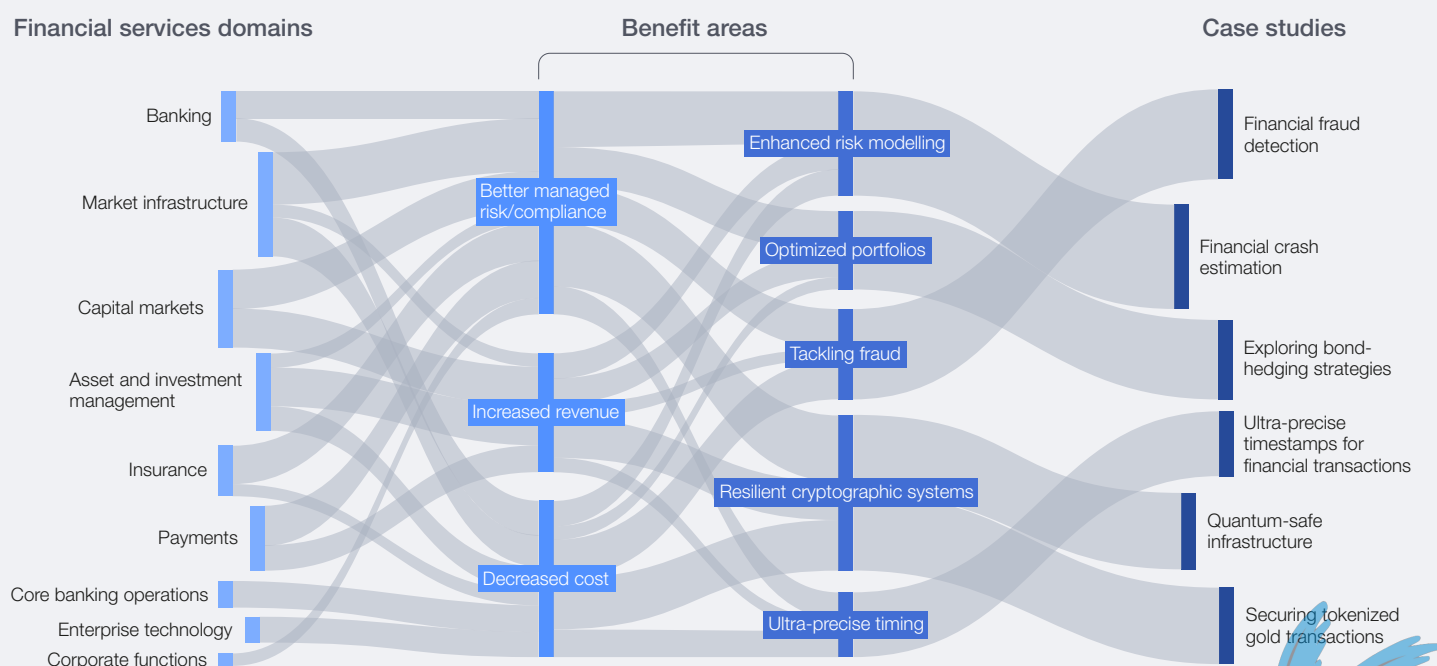 Financial services domains
Benefit areas
Case studies
Banking
Market infrastructure
Capital markets
Asset and investment
management
Insurance
Payments
Core banking operations
Enterprise technology
Corporate functions
Better managed
risk/compliance
Increased revenue
Decreased cost
Enhanced risk modelling
Optimized portfolios
Tackling fraud
Resilient cryptographic systems
Ultra-precise timing
Financial fraud
detection
Financial crash
estimation
Exploring bond-
hedging strategies
Ultra-precise
timestamps for
financial transactions
Quantum-safe
infrastructure
Securing tokenized
gold transactions